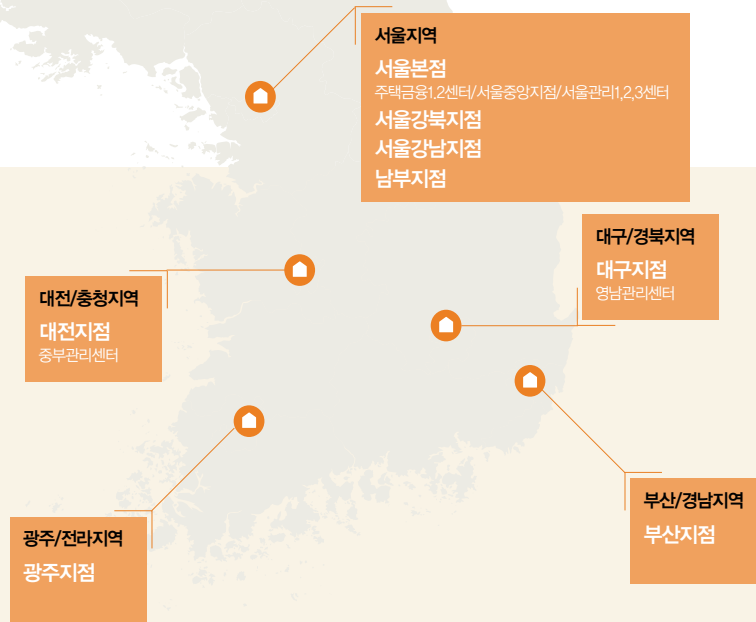 서울지역
서울본점
주택금융1.2센터/서울중앙지점/서울관리1,2,3센터
서울강북지점
서울강남지점
남부지점
대구/경북지역
대구지점
영남관리센터
대전/충청지역
대전지점
중부관리센터
부산/경남지역
부산지점
광주/전라지역
광주지점